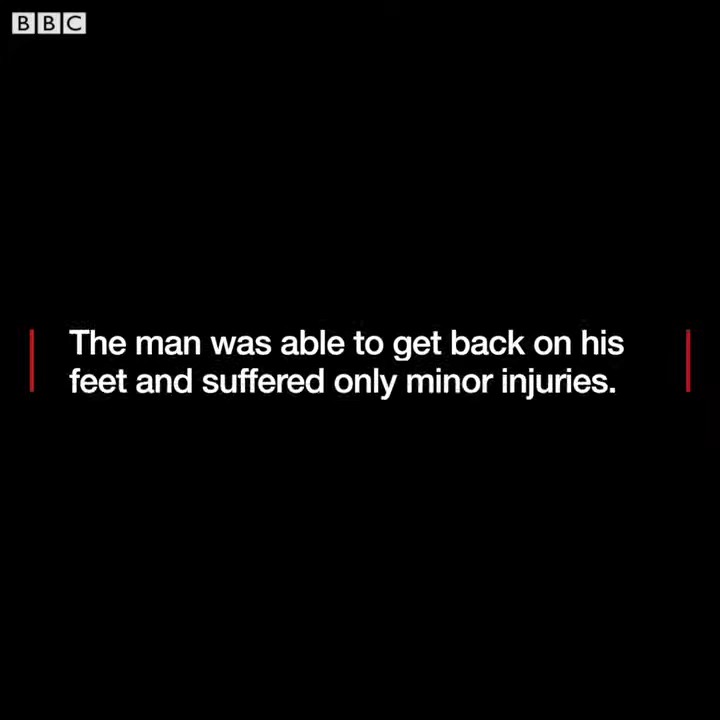 BBC
The man was able to get back on his
feet and suffered only minor injuries.